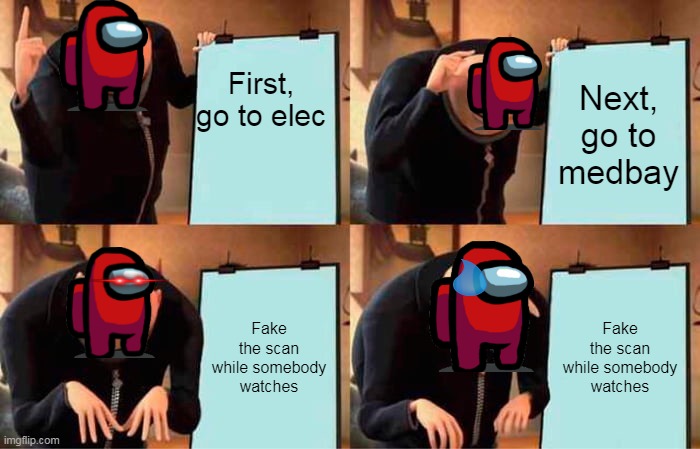 First,
go to elec
Next,
go to
medbay
Fake
the scan
while somebody
watches
Fake
the scan
while somebody
watches
imgflip.com